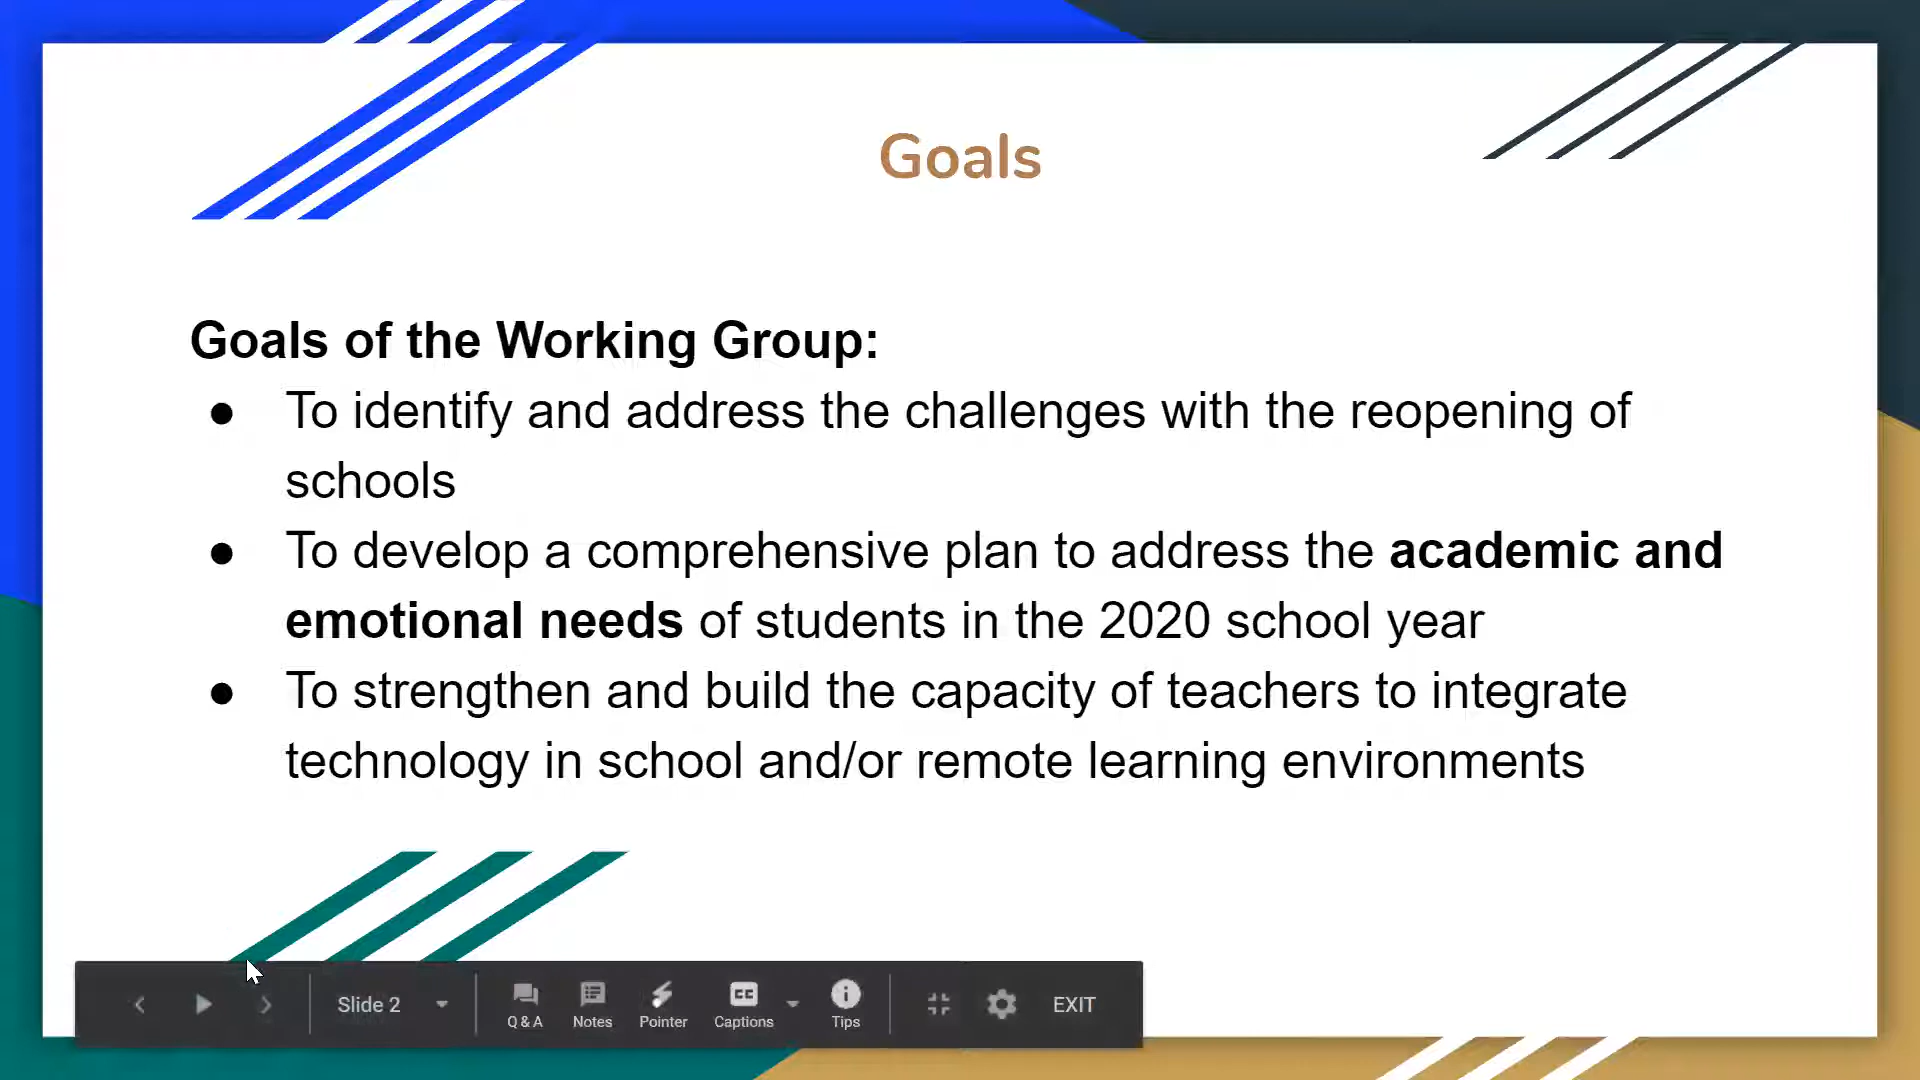 Goals
Goals of the Working Group:
● To identify and address the challenges with the reopening of
schools
● To develop a comprehensive plan to address the academic and
emotional needs of students in the 2020 school year
● To strengthen and build the capacity of teachers to integrate
technology in school and/or remote learning environments
Slide 2 Q & A Notes Pointer CC Captions Tips EXIT